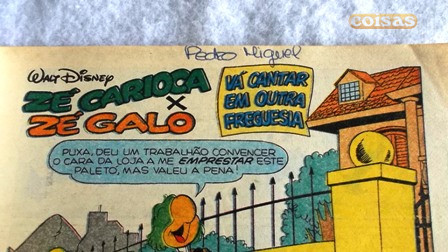 coisas
Pedro Miguel
WALT DISNEY
ZÉ CARIOCA
X
ZÉ GALO
VÁ CANTAR
EM OUTRA
FREGUESIA
PUXA, DEU UM TRABALHÃO CONVENCER
O CARA DA LOJA A ME EMPRESTAR ESTE
PALETO, MAS VALEU A PENA!